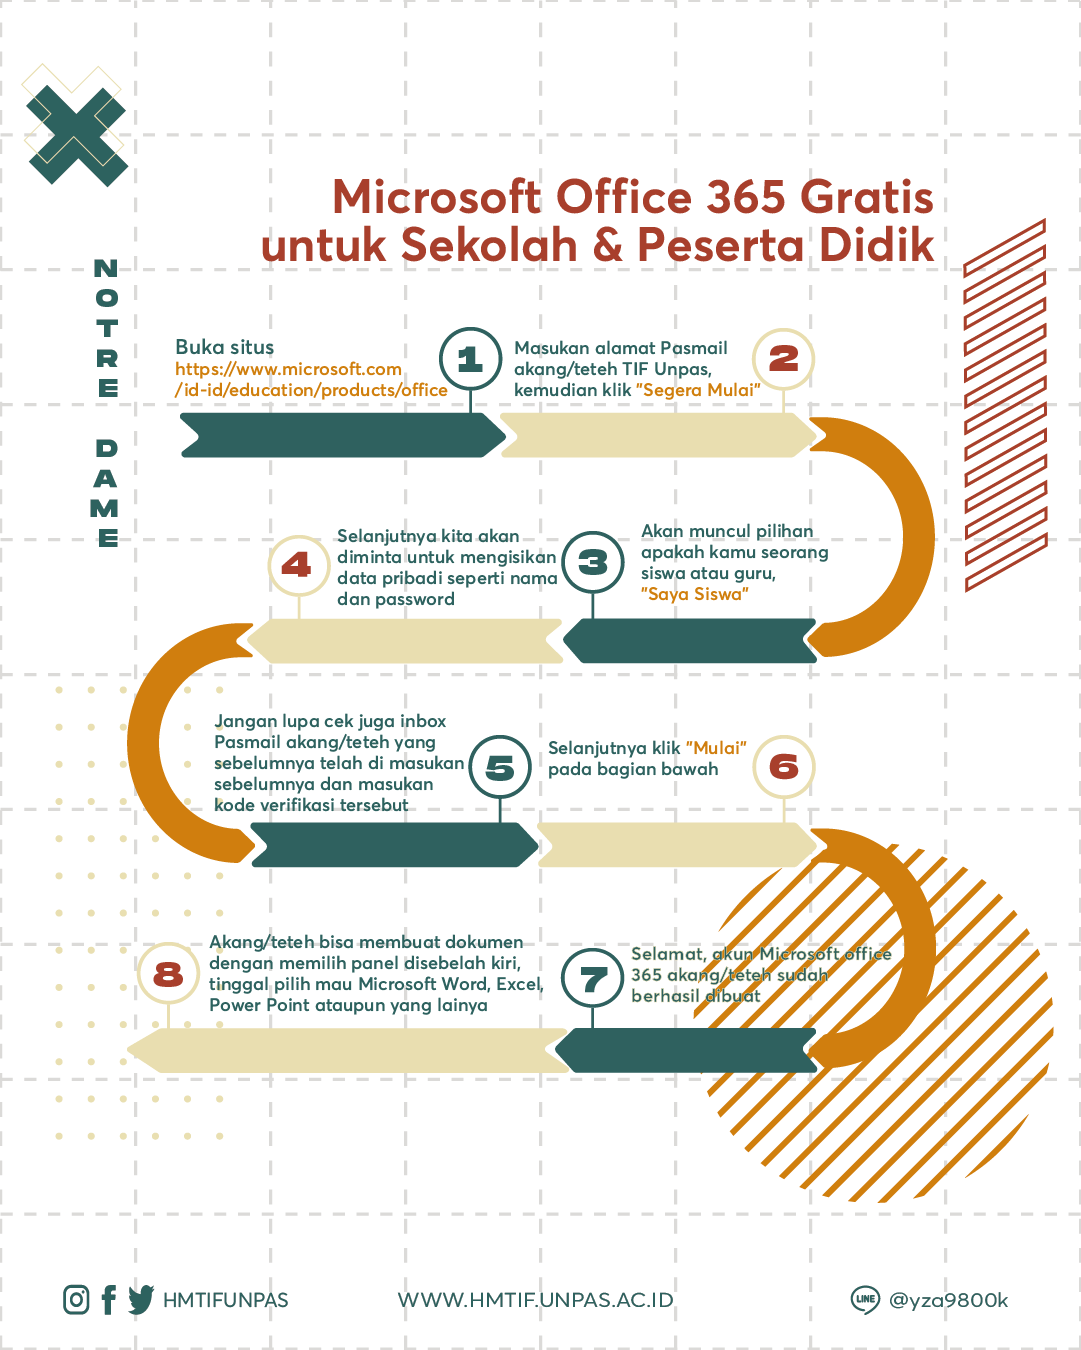 Microsoft Office 365 Gratis
untuk Sekolah & Peserta Didik
NOTRE DAME
Buka situs
https://www.microsoft.com
/id-id/education/products/office
1
Masukan alamat Pasmail
akang/teteh TIF Unpas,
kemudian klik "Segera Mulai"
2
Akan muncul pilihan
apakah kamu seorang
siswa atau guru,
"Saya Siswa"
3
Selanjutnya kita akan
diminta untuk mengisikan
data pribadi seperti nama
dan password
4
Jangan lupa cek juga inbox
Pasmail akang/teteh yang
sebelumnya telah di masukan
sebelumnya dan masukan
kode verifikasi tersebut
5
Selanjutnya klik "Mulai"
pada bagian bawah
6
Selamat, akun Microsoft office
365 akang/teteh sudah
berhasil dibuat
7
Akang/teteh bisa membuat dokumen
dengan memilih panel disebelah kiri,
tinggal pilih mau Microsoft Word, Excel,
Power Point ataupun yang lainya
8
HMTIFUNPAS
WWW.HMTIF.UNPAS.AC.ID
LINE
@yza9800k